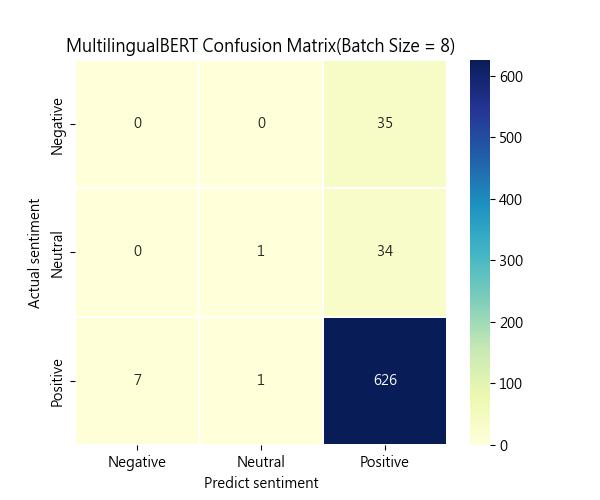 MultilingualBERT Confusion Matrix(Batch Size = 8)
Actual sentiment
Negative
0 0 35
Neutral
0 1 34
Positive
7 1 626
Negative Neutral Positive
Predict sentiment
600
500
400
300
200
100
0